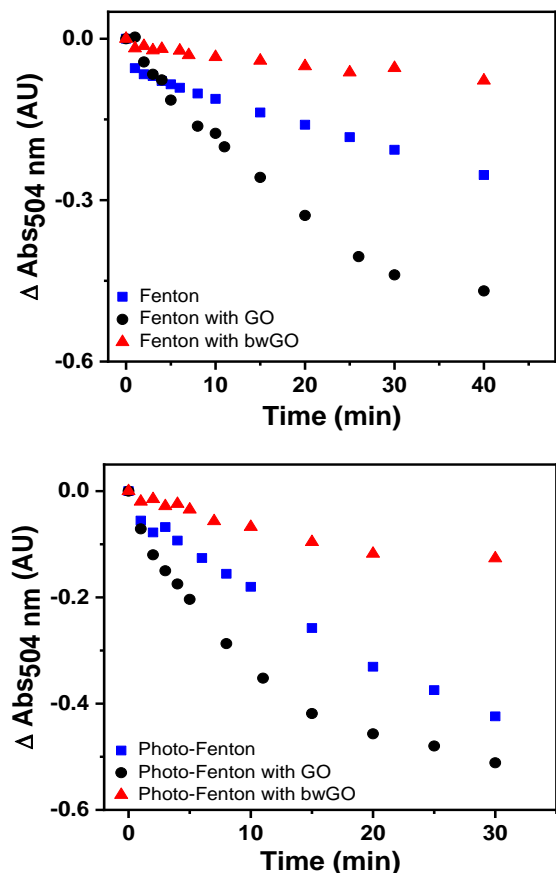 0.0
-0.3
-0.6
Δ Abs504 nm (AU)
Fenton
Fenton with GO
Fenton with bwGO
0 10 20 30 40
Time (min)
0.0
-0.2
-0.4
-0.6
Δ Abs504 nm (AU)
Photo-Fenton
Photo-Fenton with GO
Photo-Fenton with bwGO
0 10 20 30
Time (min)